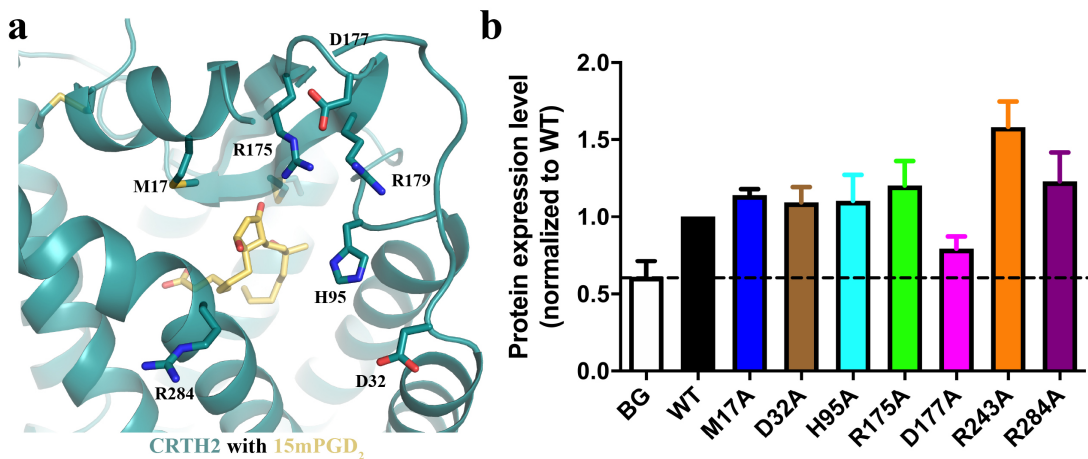 a
D177
R175
M17
R179
H95
R284
D32
CRTH2 with 15mPGD₂
b
Protein expression level
(normalized to WT)
2.0
1.5
1.0
0.5
0.0
BG
WT
M17A
D32A
H95A
R175A
D177A
R243A
R284A